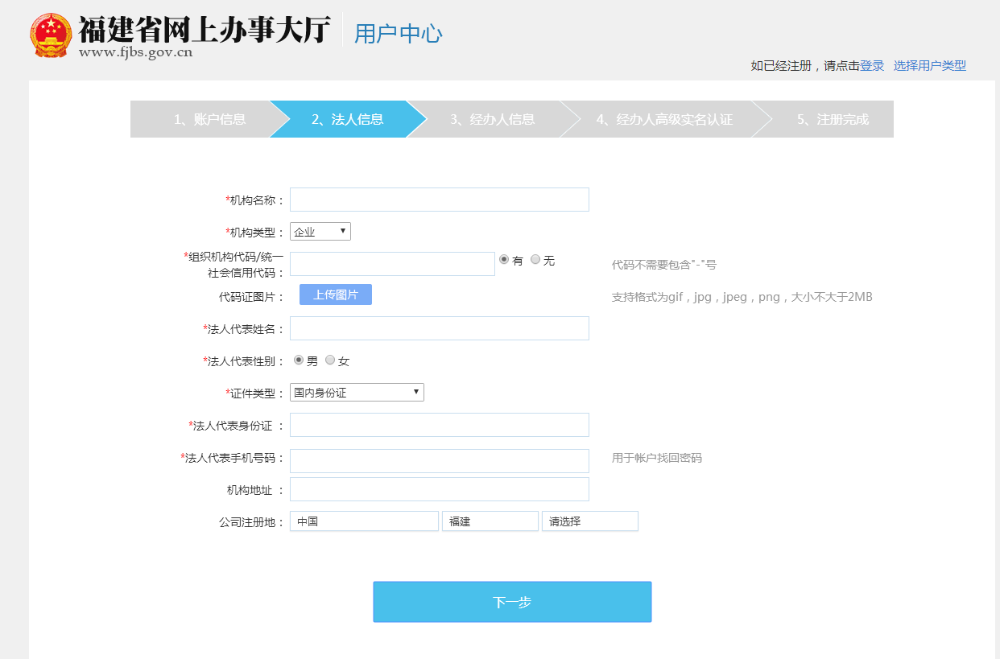 福建省网上办事大厅 用户中心
www.fjbs.gov.cn
如已经注册，请点击登录 选择用户类型
1、账户信息 2、法人信息 3、经办人信息 4、经办人高级实名认证 5、注册完成
*机构名称：
*机构类型： 企业
*组织机构代码/统一
社会信用代码： 有 无 代码不需要包含"-"号
代码证图片： 上传图片 支持格式为gif，jpg，jpeg，png，大小不大于2MB
*法人代表姓名：
*法人代表性别： 男 女
*证件类型： 国内身份证
*法人代表身份证 ：
*法人代表手机号码： 用于帐户找回密码
机构地址 ：
公司注册地： 中国 福建 请选择
下一步